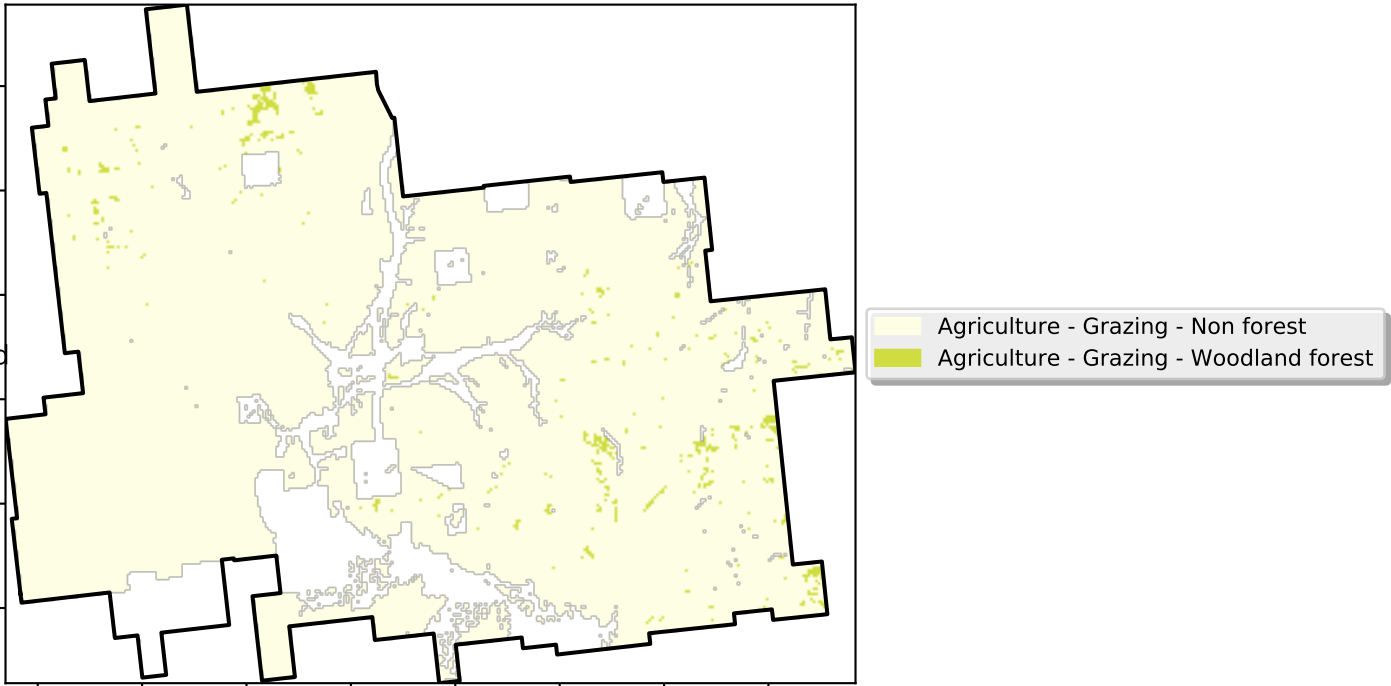 Agriculture - Grazing - Non forest
Agriculture - Grazing - Woodland forest